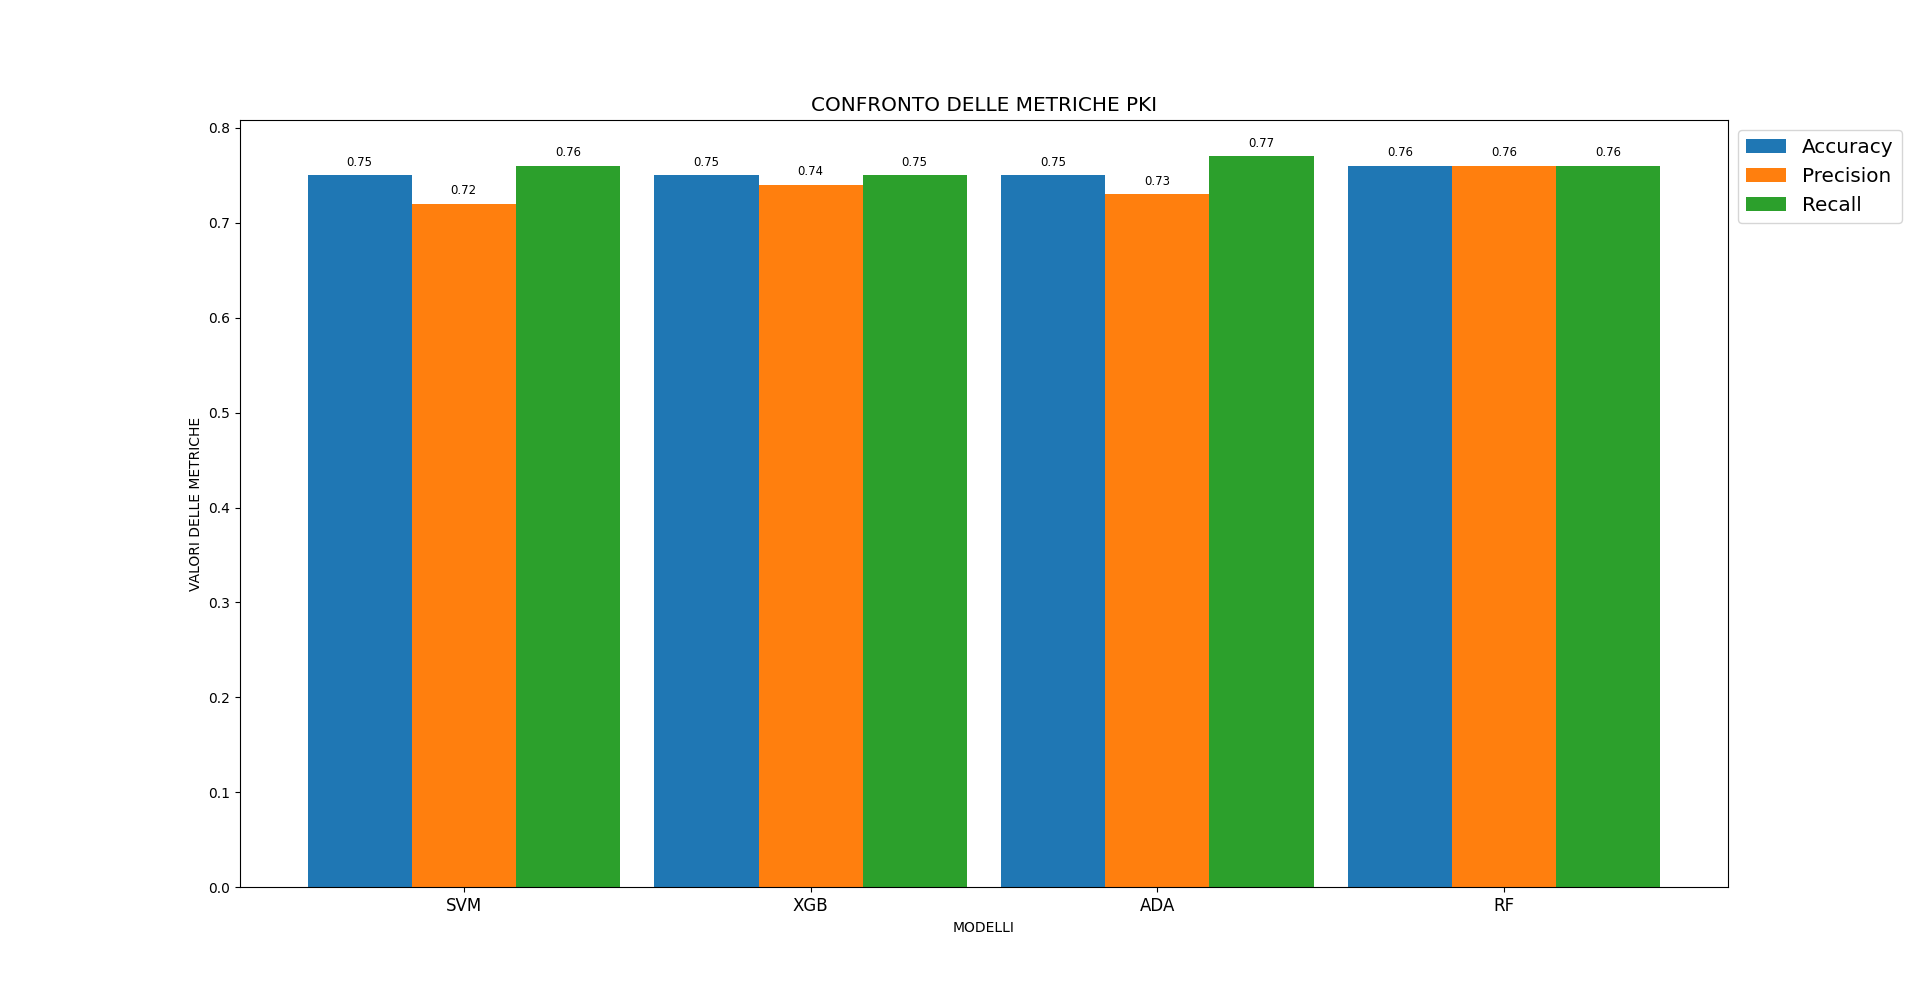 CONFRONTO DELLE METRICHE PKI
Accuracy
Precision
Recall
VALORI DELLE METRICHE
0.8
0.7
0.6
0.5
0.4
0.3
0.2
0.1
0.0
0.75
0.72
0.76
0.75
0.74
0.75
0.75
0.73
0.77
0.76
0.76
0.76
SVM
XGB
ADA
RF
MODELLI